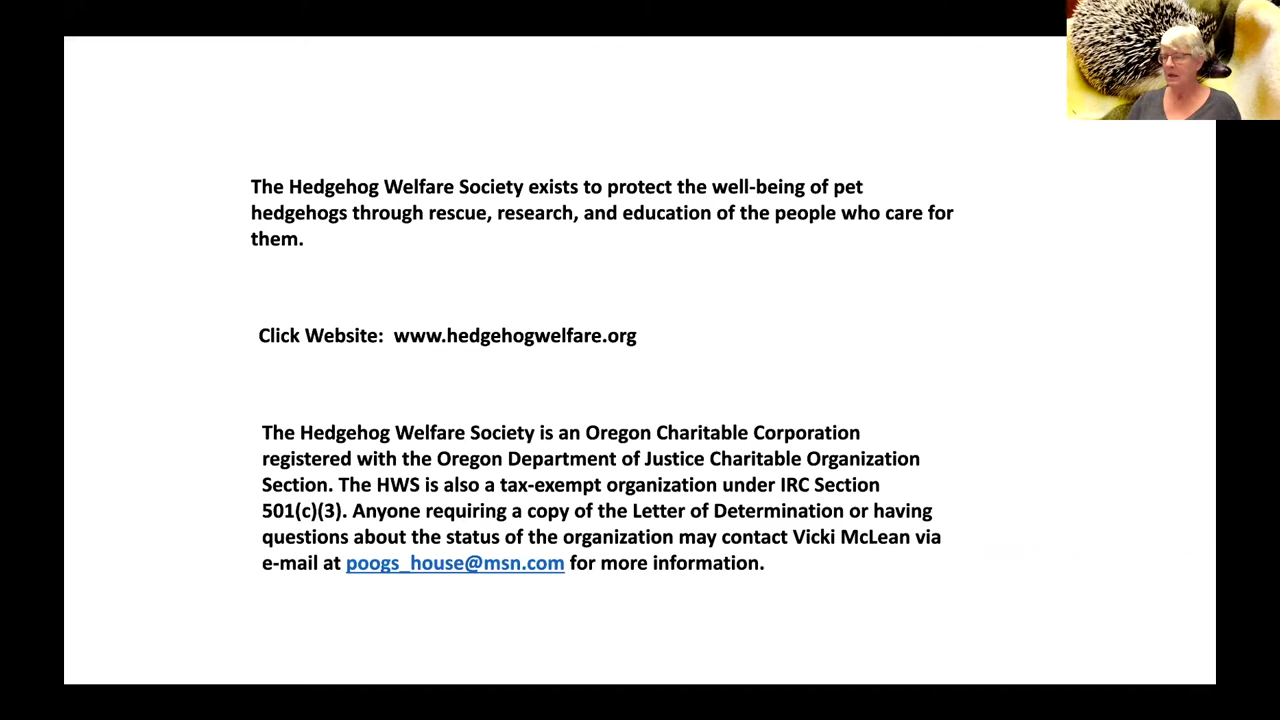 The Hedgehog Welfare Society exists to protect the well-being of pet
hedgehogs through rescue, research, and education of the people who care for
them.
Click Website:  www.hedgehogwelfare.org
The Hedgehog Welfare Society is an Oregon Charitable Corporation
registered with the Oregon Department of Justice Charitable Organization
Section. The HWS is also a tax-exempt organization under IRC Section
501(c)(3). Anyone requiring a copy of the Letter of Determination or having
questions about the status of the organization may contact Vicki McLean via
e-mail at poogs_house@msn.com for more information.